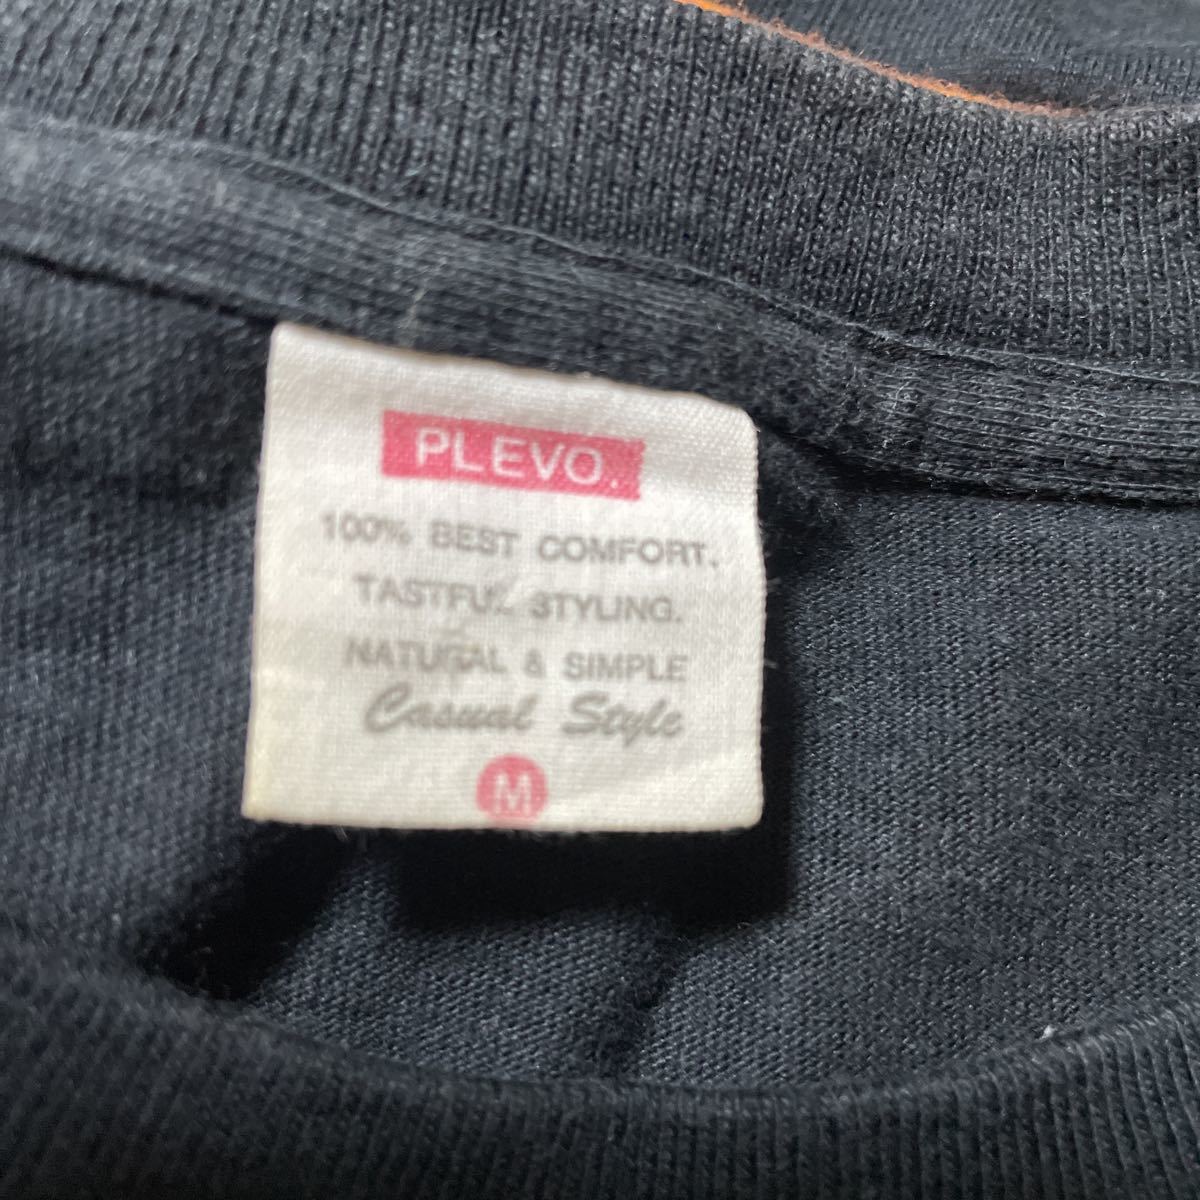 PLEVO.
100% BEST COMFORT.
TASTFUL STYLING.
NATURAL & SIMPLE
Casual Style
M